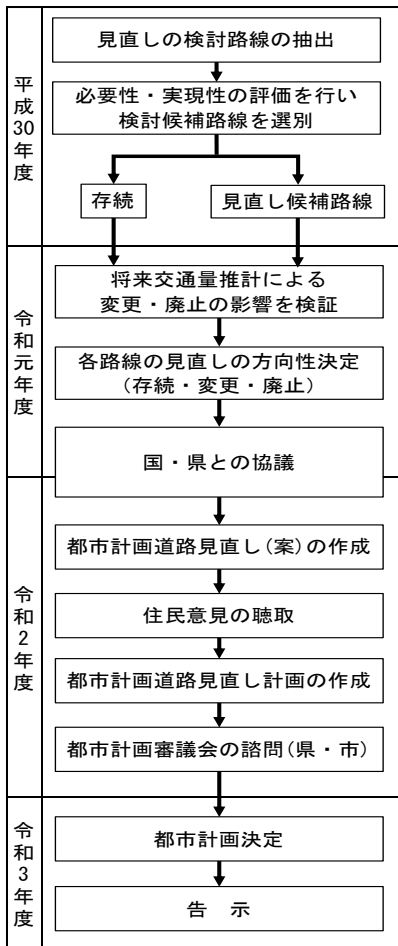 平成30年度
見直しの検討路線の抽出
必要性・実現性の評価を行い
検討候補路線を選別
存続
見直し候補路線
令和元年度
将来交通量推計による
変更・廃止の影響を検証
各路線の見直しの方向性決定
(存続・変更・廃止)
国・県との協議
令和2年度
都市計画道路見直し(案)の作成
住民意見の聴取
都市計画道路見直し計画の作成
都市計画審議会の諮問(県・市)
令和3年度
都市計画決定
告 示